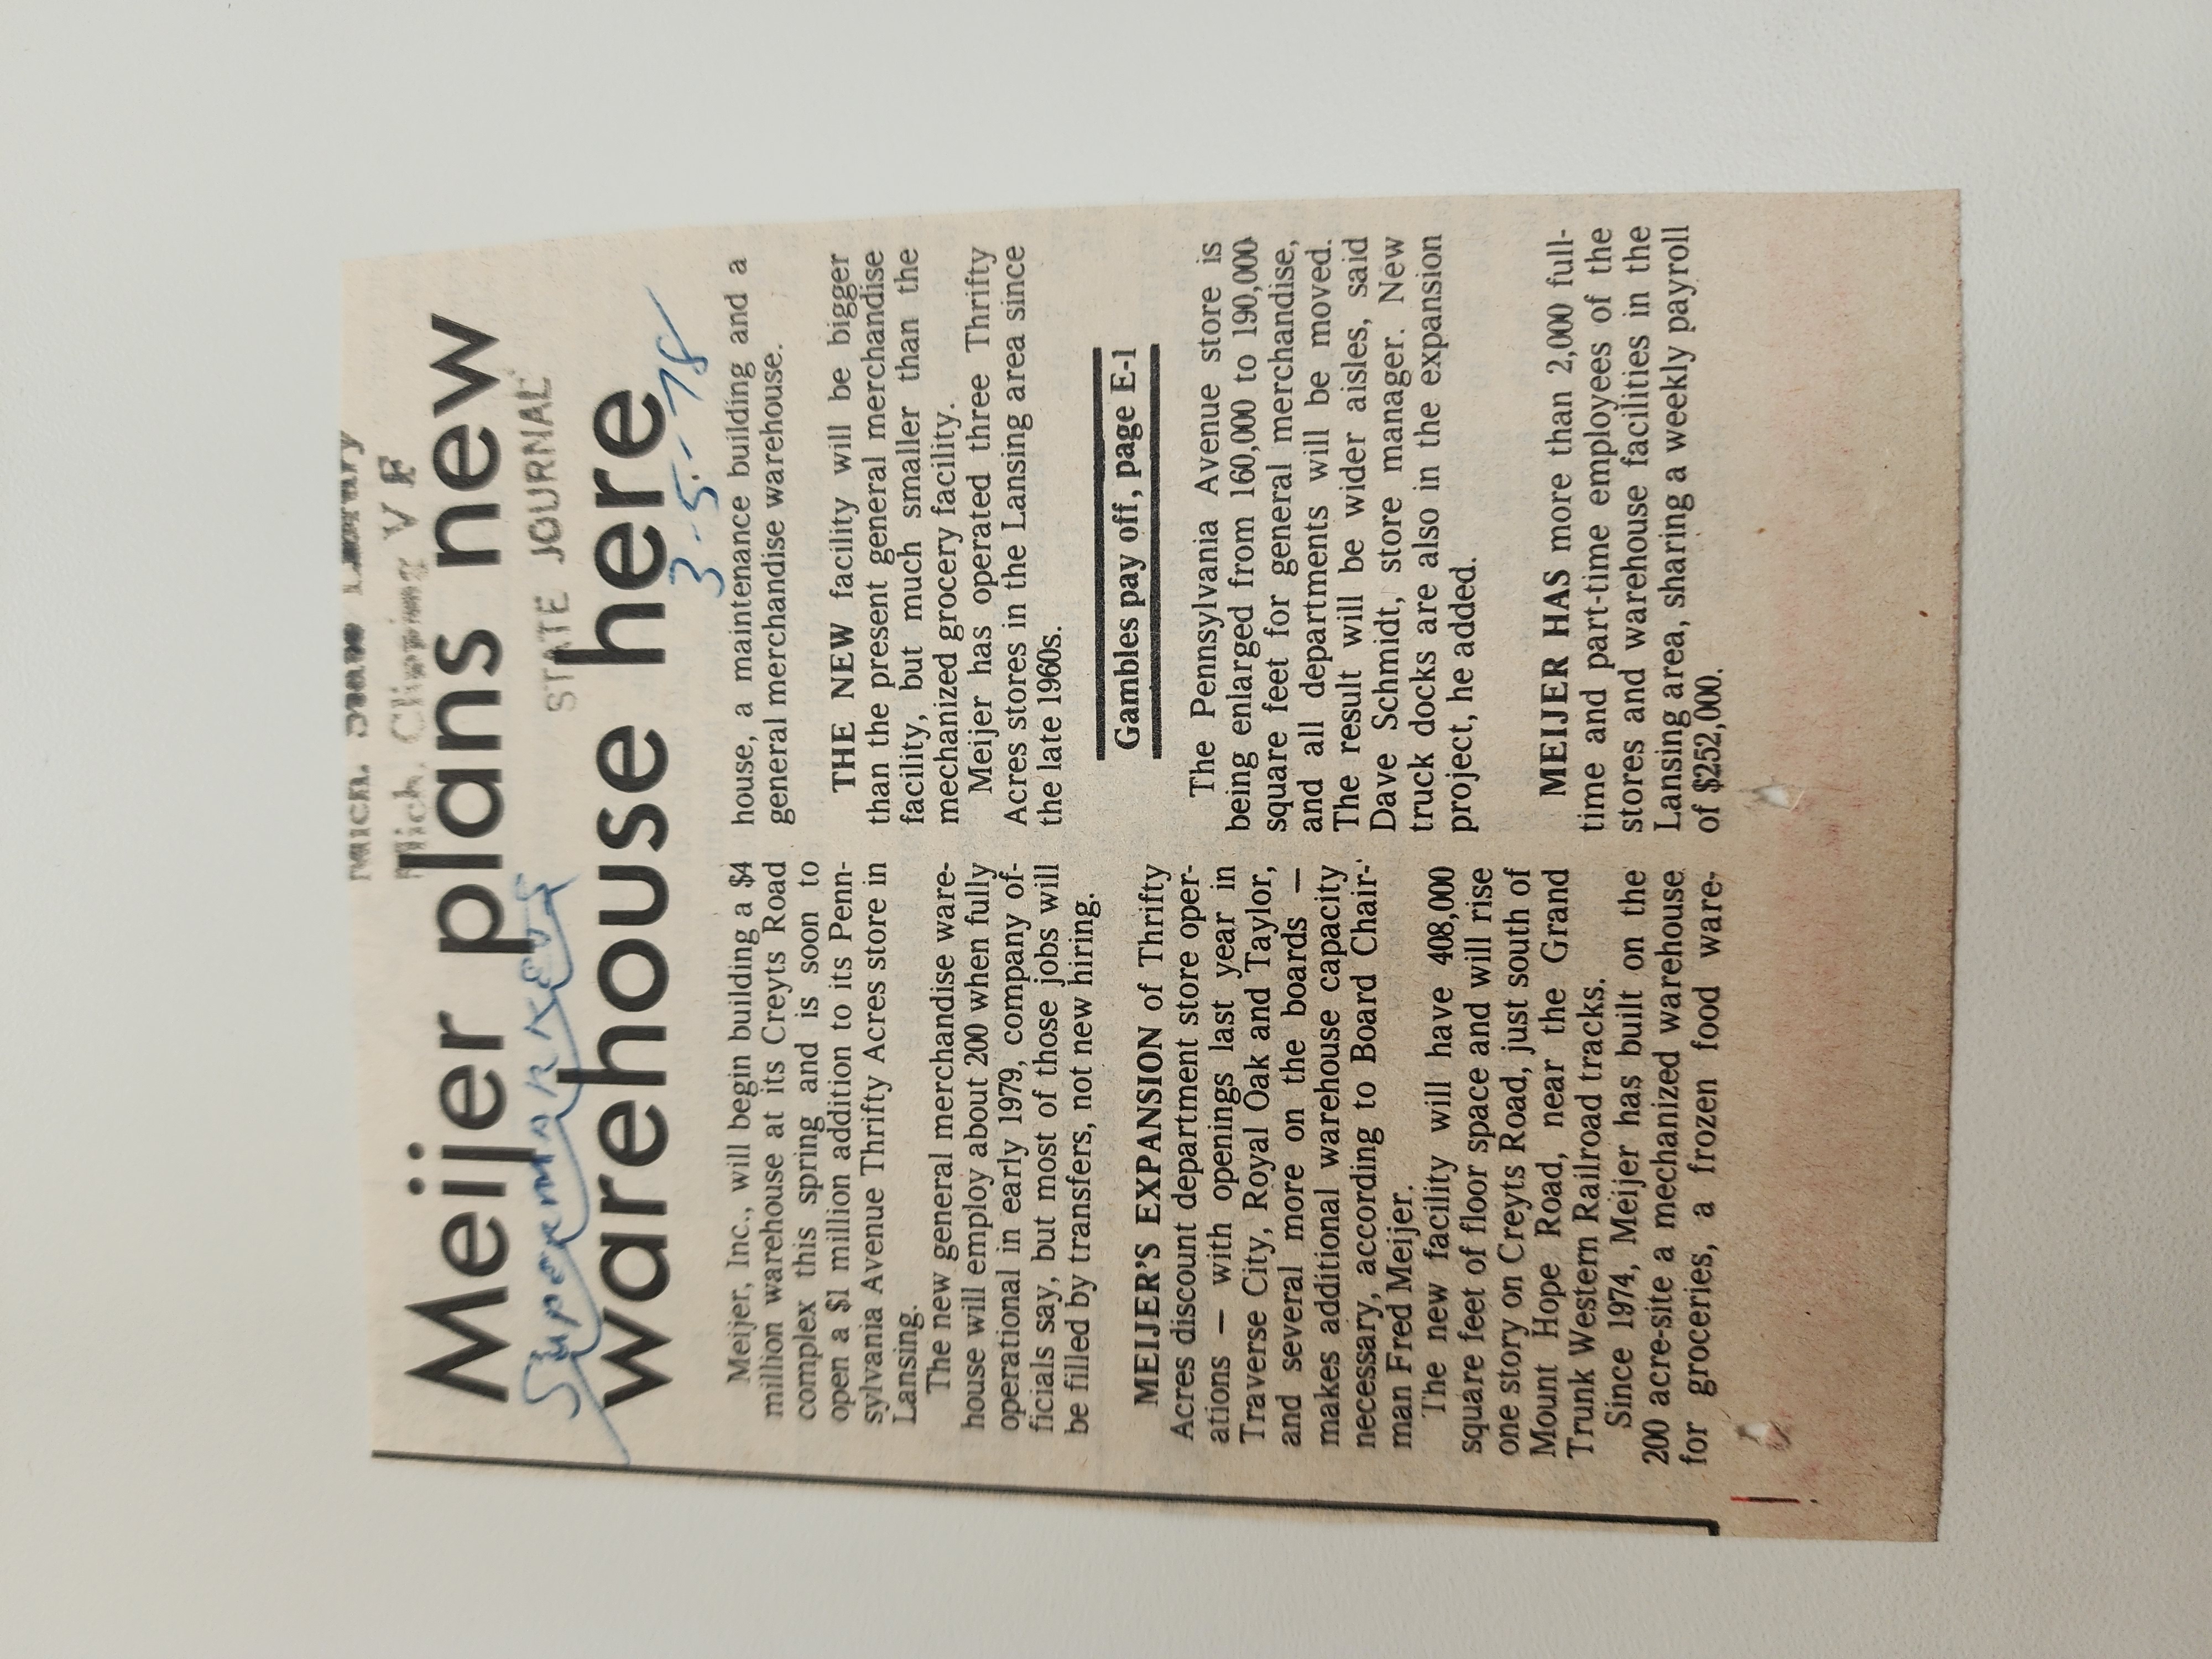 Mich. State Library
Mich. Clipping V F
Meijer plans new
SUPERMARKETS
STATE JOURNAL
warehouse here
3-5-78
Meijer, Inc., will begin building a $4
million warehouse at its Creyts Road
complex this spring and is soon to
open a $1 million addition to its Penn-
sylvania Avenue Thrifty Acres store in
Lansing.
The new general merchandise ware-
house will employ about 200 when fully
operational in early 1979, company of-
ficials say, but most of those jobs will
be filled by transfers, not new hiring.
MEIJER'S EXPANSION of Thrifty
Acres discount department store oper-
ations — with openings last year in
Traverse City, Royal Oak and Taylor,
and several more on the boards —
makes additional warehouse capacity
necessary, according to Board Chair-
man Fred Meijer.
The new facility will have 408,000
square feet of floor space and will rise
one story on Creyts Road, just south of
Mount Hope Road, near the Grand
Trunk Western Railroad tracks.
Since 1974, Meijer has built on the
200 acre-site a mechanized warehouse
for groceries, a frozen food ware-
house, a maintenance building and a
general merchandise warehouse.
THE NEW facility will be bigger
than the present general merchandise
facility, but much smaller than the
mechanized grocery facility.
Meijer has operated three Thrifty
Acres stores in the Lansing area since
the late 1960s.
Gambles pay off, page E-1
The Pennsylvania Avenue store is
being enlarged from 160,000 to 190,000
square feet for general merchandise,
and all departments will be moved.
The result will be wider aisles, said
Dave Schmidt, store manager. New
truck docks are also in the expansion
project, he added.
MEIJER HAS more than 2,000 full-
time and part-time employees of the
stores and warehouse facilities in the
Lansing area, sharing a weekly payroll
of $252,000.